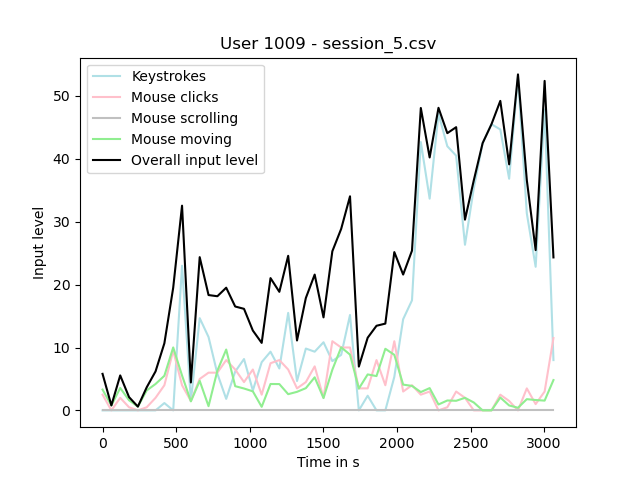 User 1009 - session_5.csv
Keystrokes
Mouse clicks
Mouse scrolling
Mouse moving
Overall input level
Input level
50
40
30
20
10
0
0 500 1000 1500 2000 2500 3000
Time in s